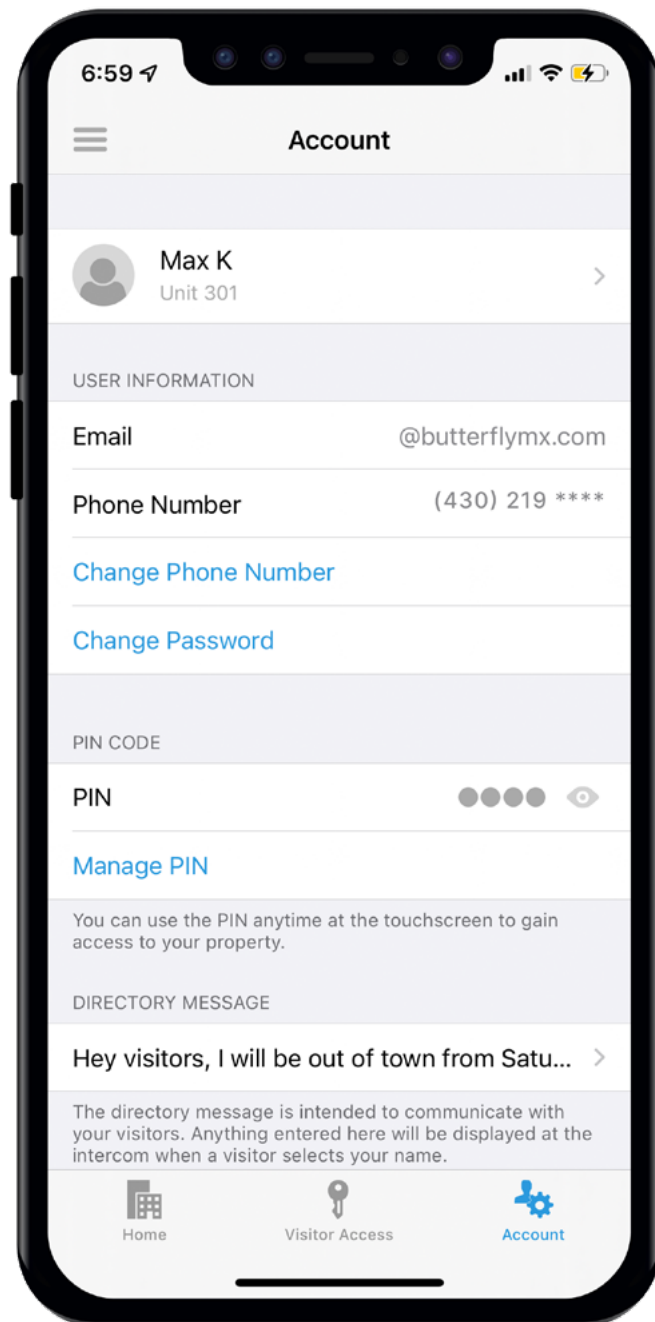 6:59
Account
Max K
Unit 301
USER INFORMATION
Email @butterflymx.com
Phone Number (430) 219 ****
Change Phone Number
Change Password
PIN CODE
PIN
Manage PIN
You can use the PIN anytime at the touchscreen to gain
access to your property.
DIRECTORY MESSAGE
Hey visitors, I will be out of town from Satu...
The directory message is intended to communicate with
your visitors. Anything entered here will be displayed at the
intercom when a visitor selects your name.
Home Visitor Access Account